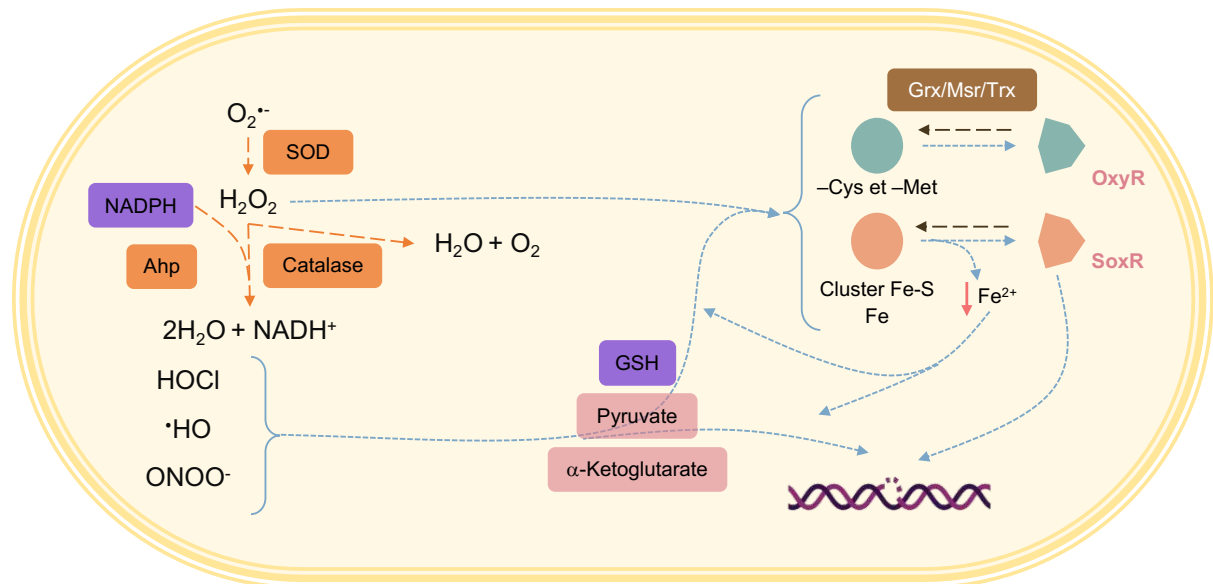 O₂•-
SOD
NADPH
H₂O₂
Ahp
Catalase
H₂O + O₂
2H₂O + NADH⁺
HOCl
•HO
ONOO⁻
GSH
Pyruvate
α-Ketoglutarate
Grx/Msr/Trx
–Cys et –Met
OxyR
SoxR
Cluster Fe-S
Fe
Fe²⁺